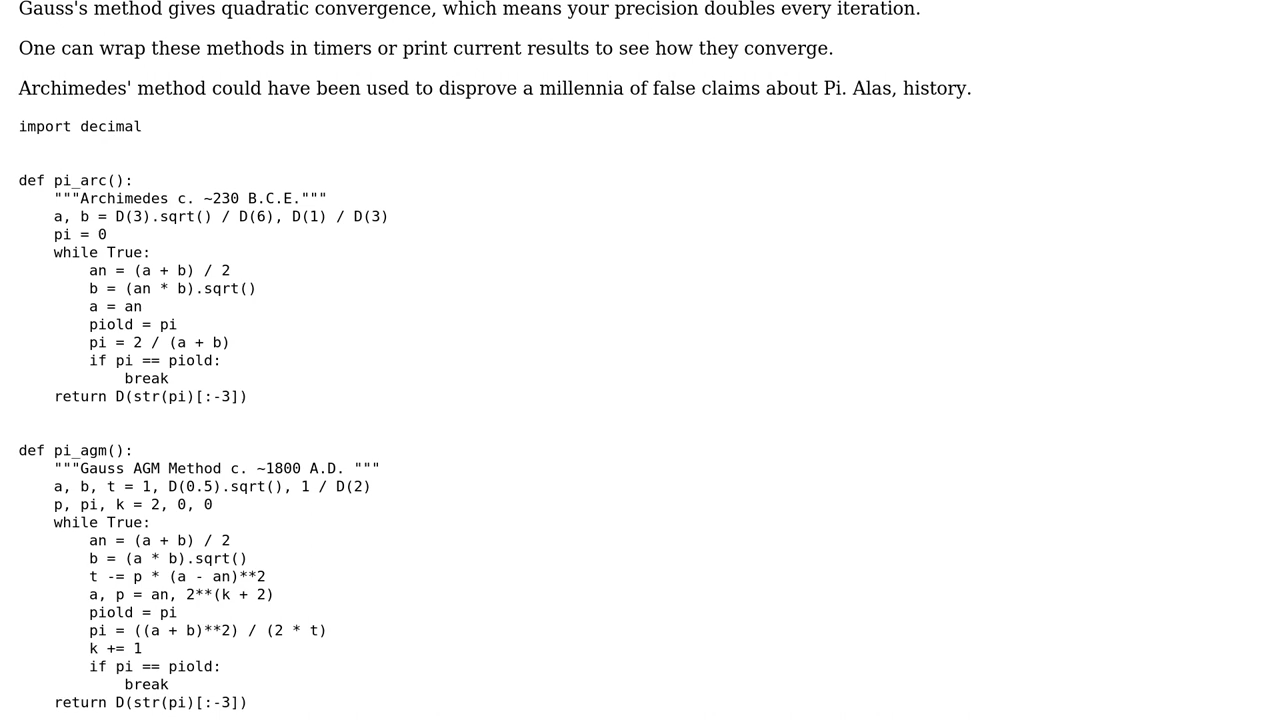 Gauss's method gives quadratic convergence, which means your precision doubles every iteration.
One can wrap these methods in timers or print current results to see how they converge.
Archimedes' method could have been used to disprove a millennia of false claims about Pi. Alas, history.
import decimal


def pi_arc():
    """Archimedes c. ~230 B.C.E."""
    a, b = D(3).sqrt() / D(6), D(1) / D(3)
    pi = 0
    while True:
        an = (a + b) / 2
        b = (an * b).sqrt()
        a = an
        piold = pi
        pi = 2 / (a + b)
        if pi == piold:
            break
    return D(str(pi)[:-3])


def pi_agm():
    """Gauss AGM Method c. ~1800 A.D. """
    a, b, t = 1, D(0.5).sqrt(), 1 / D(2)
    p, pi, k = 2, 0, 0
    while True:
        an = (a + b) / 2
        b = (a * b).sqrt()
        t -= p * (a - an)**2
        a, p = an, 2**(k + 2)
        piold = pi
        pi = ((a + b)**2) / (2 * t)
        k += 1
        if pi == piold:
            break
    return D(str(pi)[:-3])